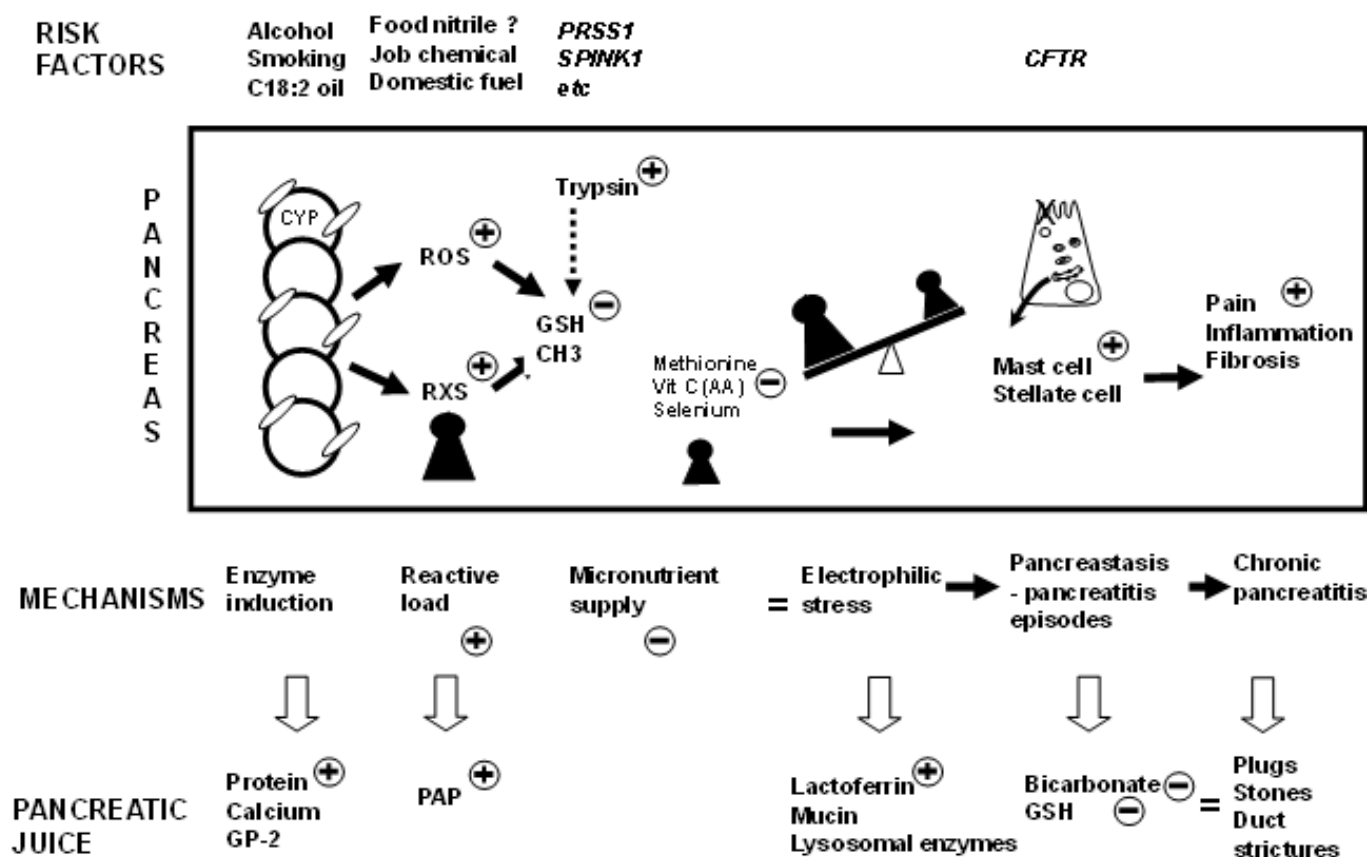 RISK
FACTORS
Alcohol
Smoking
C18:2 oil
Food nitrile ?
Job chemical
Domestic fuel
PRSS1
SPINK1
etc
CFTR
P
A
N
C
R
E
A
S
CYP
ROS +
RXS +
Trypsin +
GSH −
CH3
Methionine
Vit C (AA) −
Selenium
Mast cell +
Stellate cell
Pain +
Inflammation
Fibrosis
MECHANISMS
Enzyme
induction
Reactive
load
+
Micronutrient
supply
−
=
Electrophilic
stress
Pancreastasis
- pancreatitis
episodes
Chronic
pancreatitis
PANCREATIC
JUICE
Protein +
Calcium
GP-2
PAP +
Lactoferrin +
Mucin
Lysosomal enzymes
Bicarbonate −
GSH −
=
Plugs
Stones
Duct
strictures